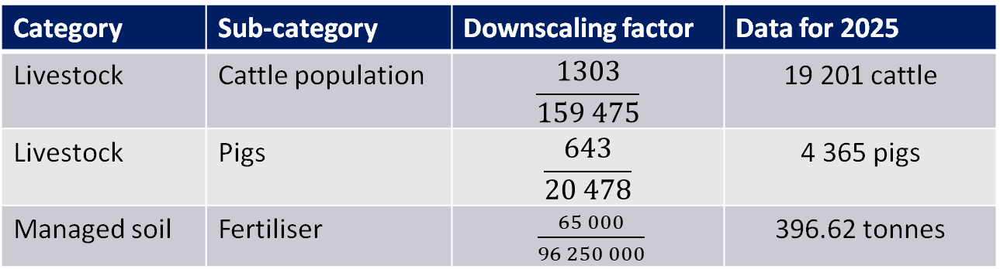 Category Sub-category Downscaling factor Data for 2025
Livestock Cattle population 1303 19 201 cattle
159 475
Livestock Pigs 643 4 365 pigs
20 478
Managed soil Fertiliser 65 000 396.62 tonnes
96 250 000